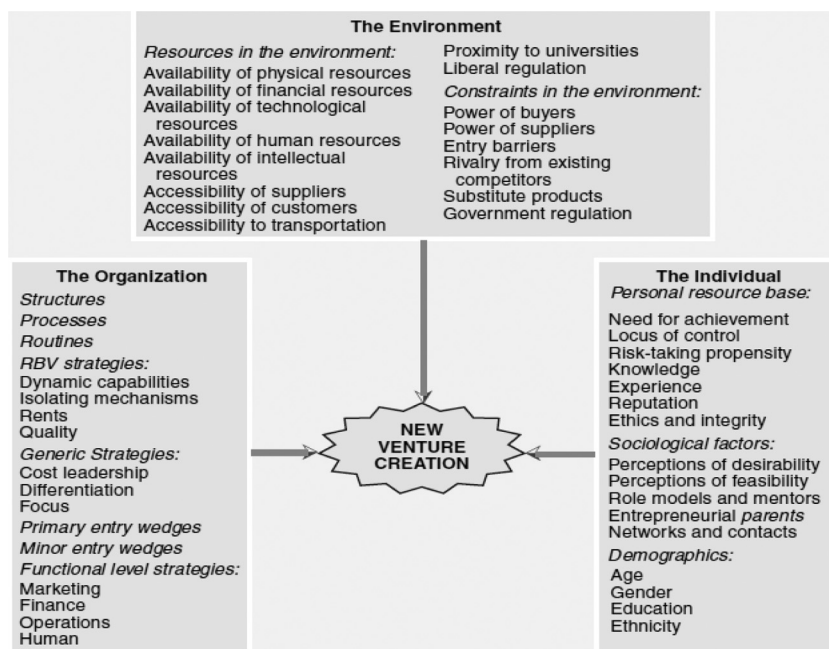 The Environment
Resources in the environment:
Availability of physical resources
Availability of financial resources
Availability of technological
resources
Availability of human resources
Availability of intellectual
resources
Accessibility of suppliers
Accessibility of customers
Accessibility to transportation
Proximity to universities
Liberal regulation
Constraints in the environment:
Power of buyers
Power of suppliers
Entry barriers
Rivalry from existing
competitors
Substitute products
Government regulation
The Organization
Structures
Processes
Routines
RBV strategies:
Dynamic capabilities
Isolating mechanisms
Rents
Quality
Generic Strategies:
Cost leadership
Differentiation
Focus
Primary entry wedges
Minor entry wedges
Functional level strategies:
Marketing
Finance
Operations
Human
NEW
VENTURE
CREATION
The Individual
Personal resource base:
Need for achievement
Locus of control
Risk-taking propensity
Knowledge
Experience
Reputation
Ethics and integrity
Sociological factors:
Perceptions of desirability
Perceptions of feasibility
Role models and mentors
Entrepreneurial parents
Networks and contacts
Demographics:
Age
Gender
Education
Ethnicity